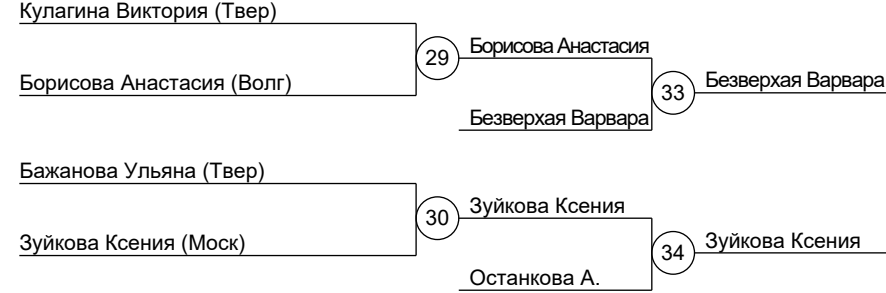 Кулагина Виктория (Твер)
29
Борисова Анастасия
Борисова Анастасия (Волг)
33
Безверхая Варвара
Безверхая Варвара
Бажанова Ульяна (Твер)
30
Зуйкова Ксения
Зуйкова Ксения (Моск)
34
Зуйкова Ксения
Останкова А.